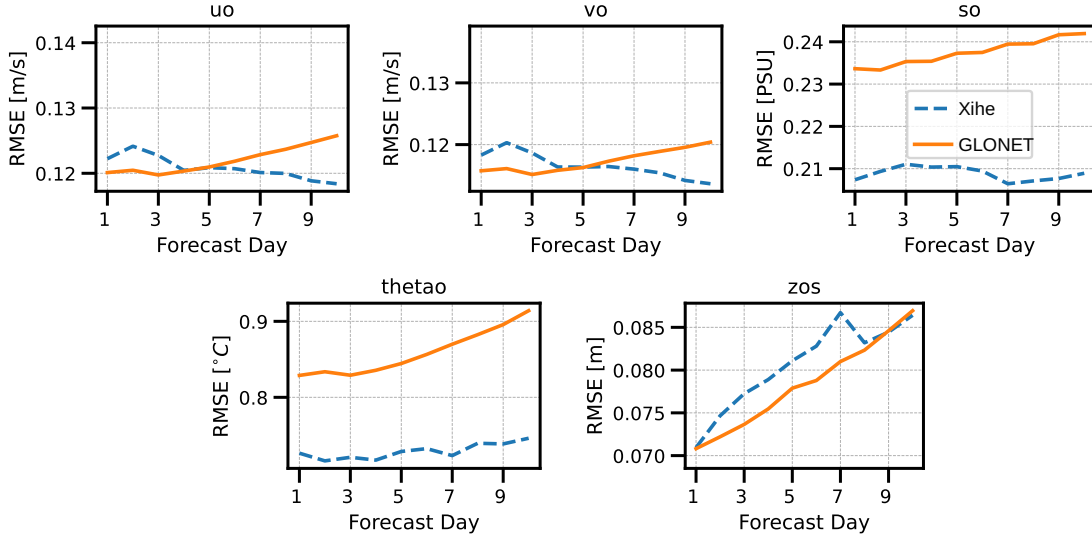 uo
RMSE [m/s]
0.14
0.13
0.12
1 3 5 7 9
Forecast Day
vo
RMSE [m/s]
0.13
0.12
1 3 5 7 9
Forecast Day
so
RMSE [PSU]
0.24
0.23
0.22
0.21
Xihe
GLONET
1 3 5 7 9
Forecast Day
thetao
RMSE [°C]
0.9
0.8
1 3 5 7 9
Forecast Day
zos
RMSE [m]
0.085
0.080
0.075
0.070
1 3 5 7 9
Forecast Day